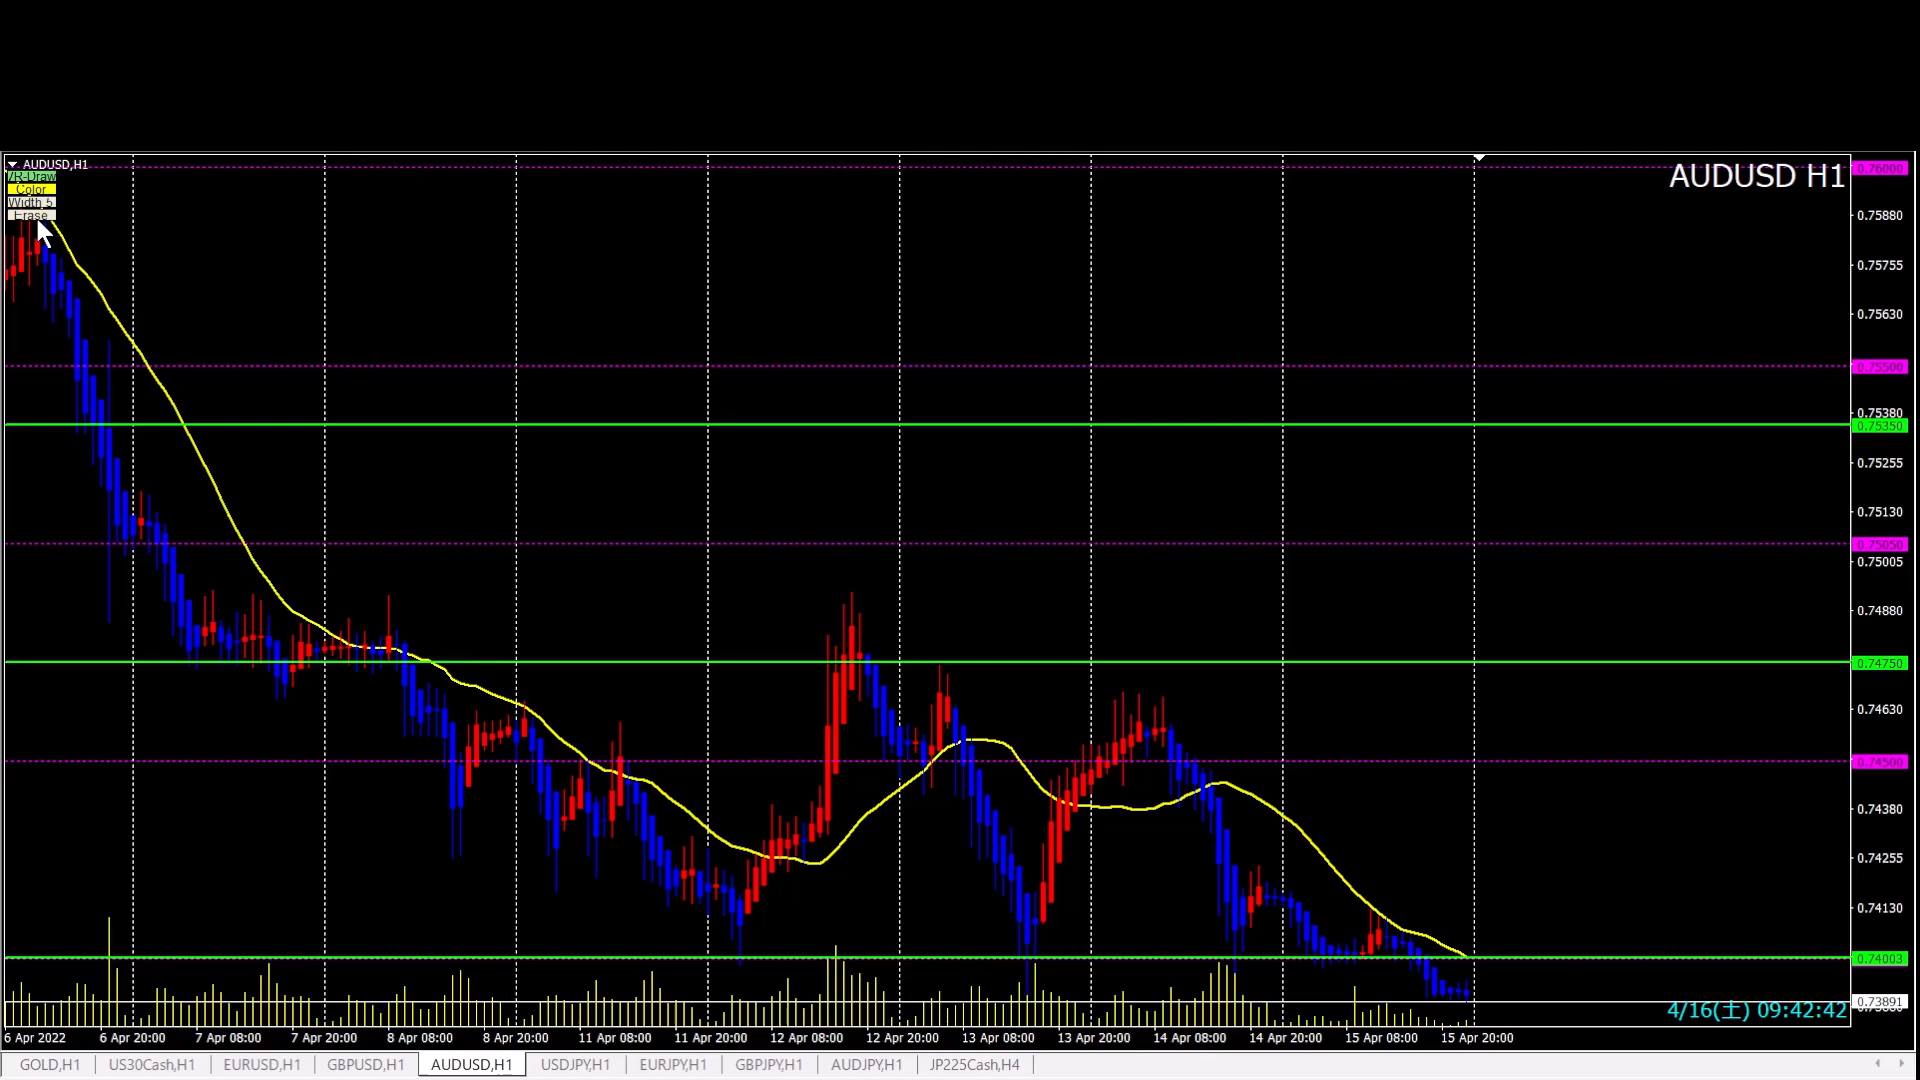 AUDUSD,H1
/R-Draw
Color
Width 5
Erase
AUDUSD H1
0.76000
0.75880
0.75755
0.75630
0.75500
0.75380
0.75350
0.75255
0.75130
0.75050
0.75005
0.74880
0.74750
0.74630
0.74500
0.74380
0.74255
0.74130
0.74003
0.73891
4/16(土) 09:42:42
6 Apr 2022 6 Apr 20:00 7 Apr 08:00 7 Apr 20:00 8 Apr 08:00 8 Apr 20:00 11 Apr 08:00 11 Apr 20:00 12 Apr 08:00 12 Apr 20:00 13 Apr 08:00 13 Apr 20:00 14 Apr 08:00 14 Apr 20:00 15 Apr 08:00 15 Apr 20:00
GOLD,H1 US30Cash,H1 EURUSD,H1 GBPUSD,H1 AUDUSD,H1 USDJPY,H1 EURJPY,H1 GBPJPY,H1 AUDJPY,H1 JP225Cash,H4